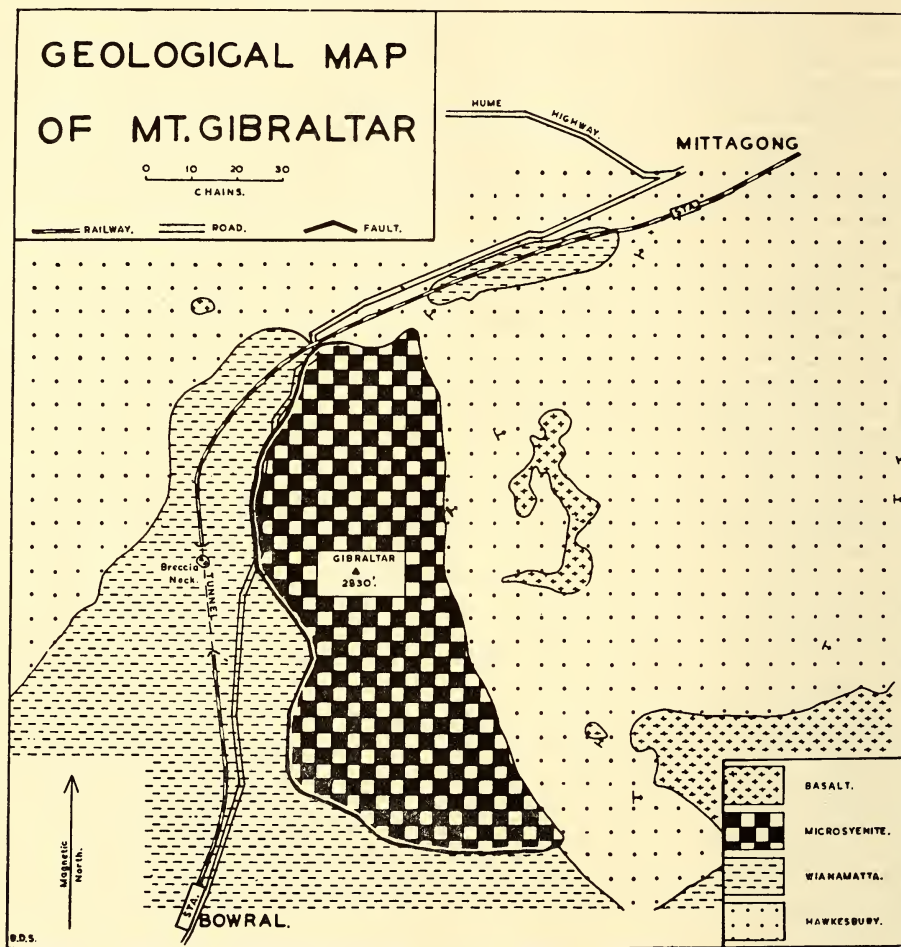 GEOLOGICAL MAP
OF MT. GIBRALTAR
0 10 20 30
CHAINS.
RAILWAY. ROAD. FAULT.
HUME
HIGHWAY.
MITTAGONG
STA.
GIBRALTAR
2830'.
Breccia
Neck.
TUNNEL
Magnetic
North.
STA.
BOWRAL.
B.D.S.
BASALT.
MICROSYENITE.
WIANAMATTA.
HAWKESBURY.